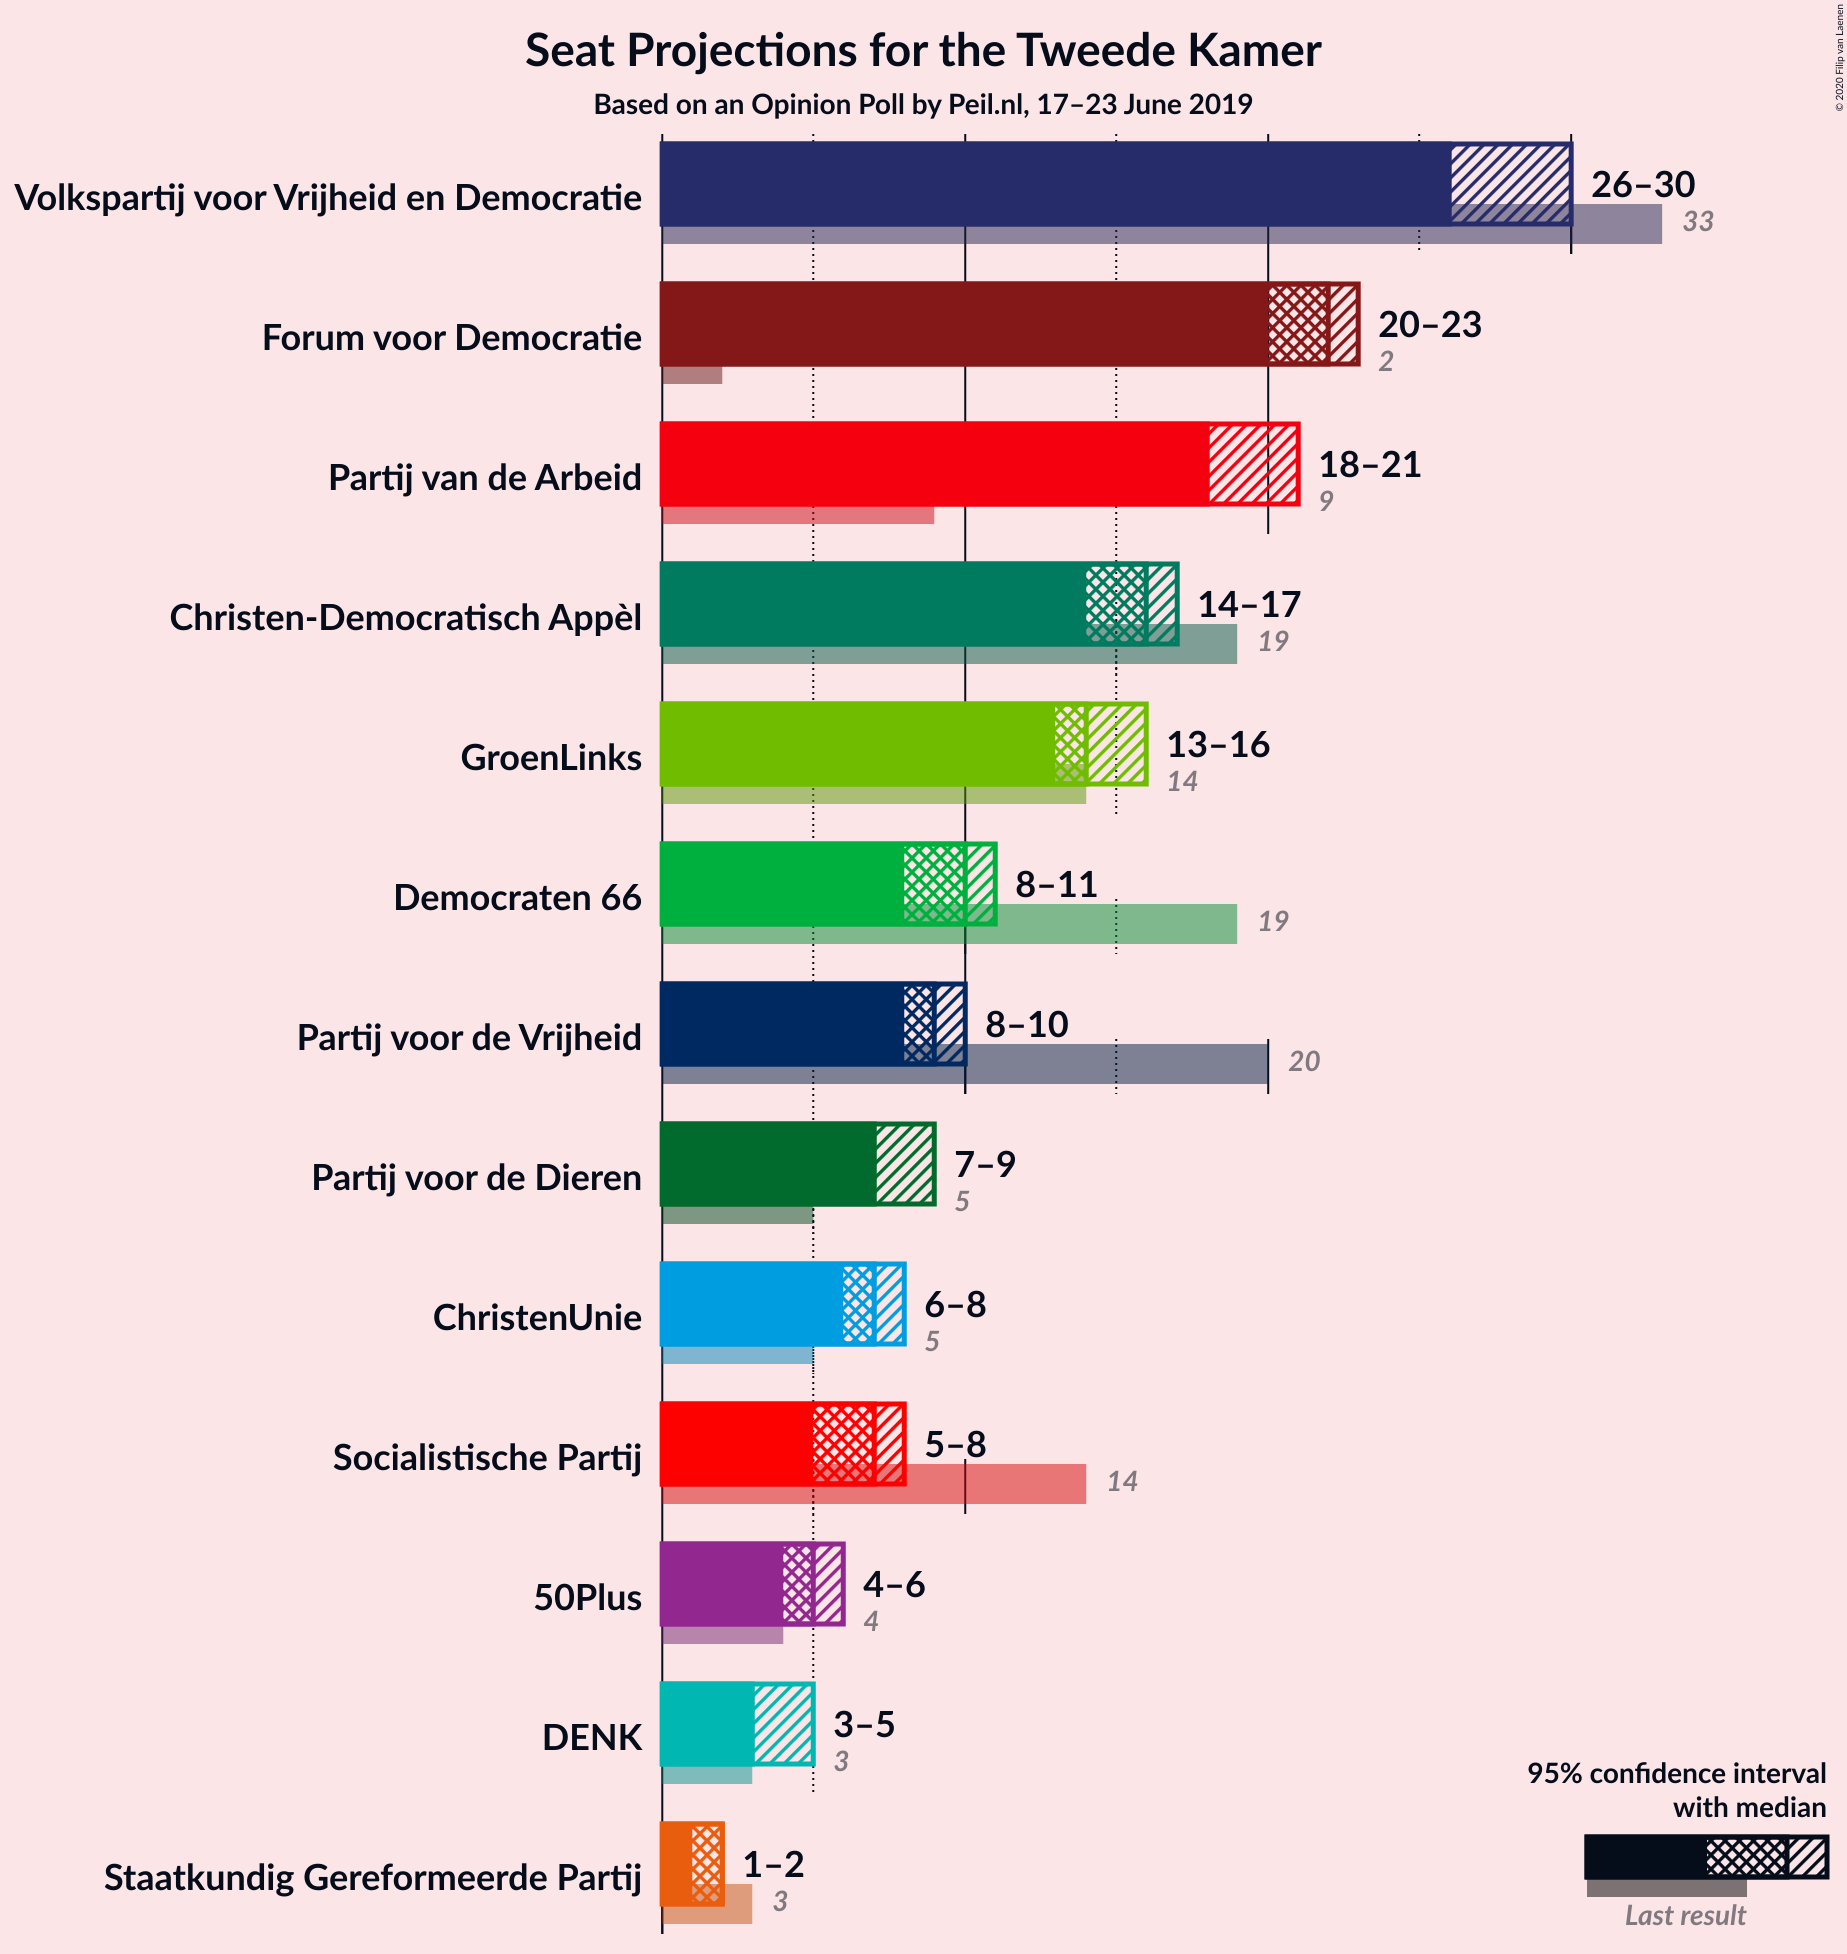 Seat Projections for the Tweede Kamer
Based on an Opinion Poll by Peil.nl, 17–23 June 2019
© 2020 Filip van Laenen
Volkspartij voor Vrijheid en Democratie
26–30
33
Forum voor Democratie
20–23
2
Partij van de Arbeid
18–21
9
Christen-Democratisch Appèl
14–17
19
GroenLinks
13–16
14
Democraten 66
8–11
19
Partij voor de Vrijheid
8–10
20
Partij voor de Dieren
7–9
5
ChristenUnie
6–8
5
Socialistische Partij
5–8
14
50Plus
4–6
4
DENK
3–5
3
Staatkundig Gereformeerde Partij
1–2
3
95% confidence interval
with median
Last result